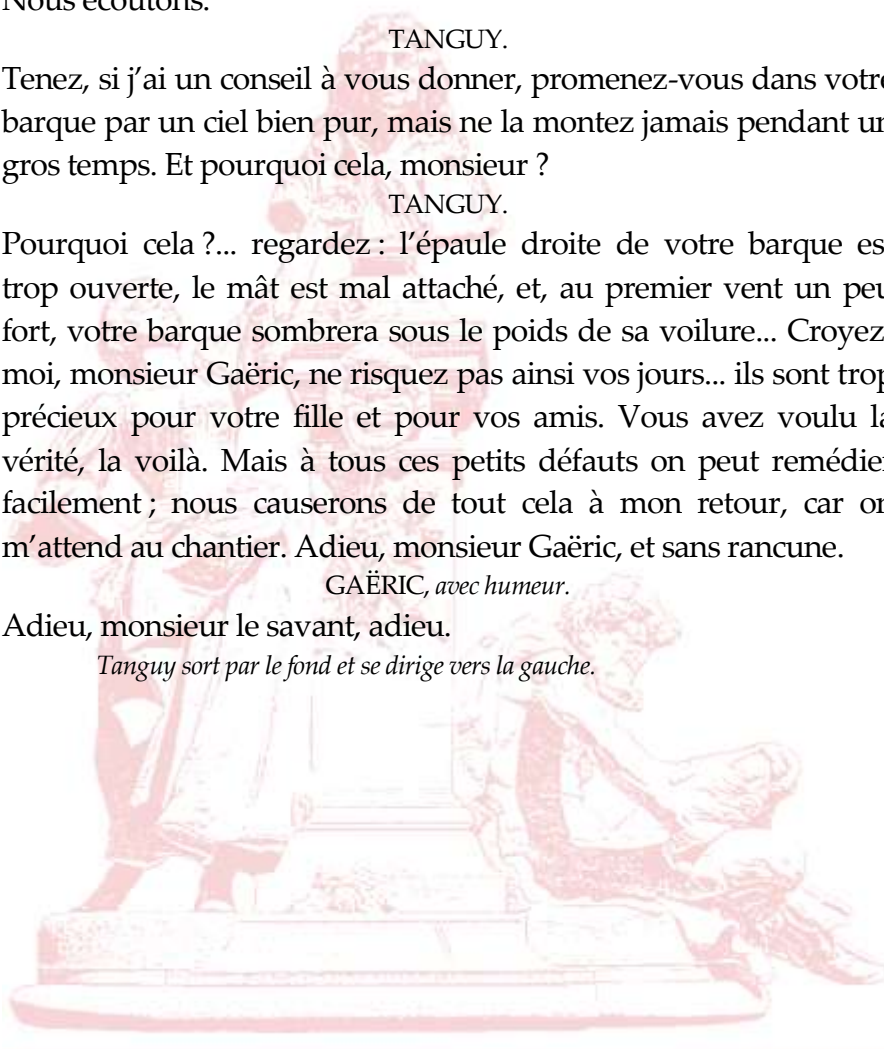 Nous écoutons.
TANGUY.
Tenez, si j'ai un conseil à vous donner, promenez-vous dans votre
barque par un ciel bien pur, mais ne la montez jamais pendant un
gros temps. Et pourquoi cela, monsieur ?
TANGUY.
Pourquoi cela ?... regardez : l'épaule droite de votre barque es
trop ouverte, le mât est mal attaché, et, au premier vent un peu
fort, votre barque sombrera sous le poids de sa voilure... Croyez
moi, monsieur Gaëric, ne risquez pas ainsi vos jours... ils sont trop
précieux pour votre fille et pour vos amis. Vous avez voulu la
vérité, la voilà. Mais à tous ces petits défauts on peut remédier
facilement ; nous causerons de tout cela à mon retour, car on
m'attend au chantier. Adieu, monsieur Gaëric, et sans rancune.
GAËRIC, avec humeur.
Adieu, monsieur le savant, adieu.
Tanguy sort par le fond et se dirige vers la gauche.